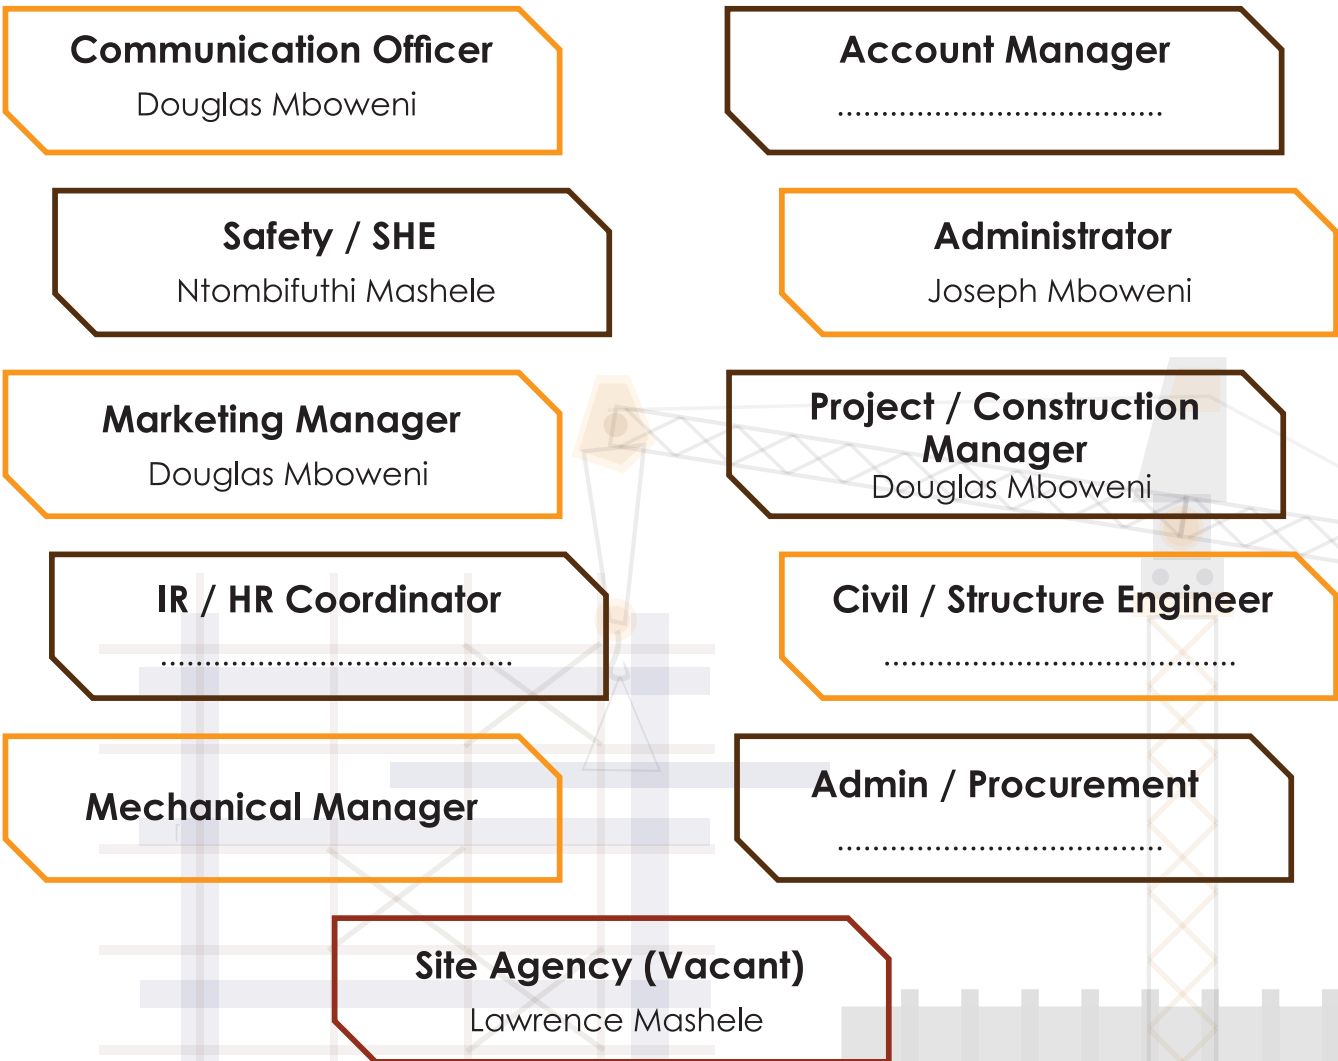 Communication Officer
Douglas Mboweni
Account Manager
.....................................
Safety / SHE
Ntombifuthi Mashele
Administrator
Joseph Mboweni
Marketing Manager
Douglas Mboweni
Project / Construction
Manager
Douglas Mboweni
IR / HR Coordinator
........................................
Civil / Structure Engineer
........................................
Mechanical Manager
Admin / Procurement
.....................................
Site Agency (Vacant)
Lawrence Mashele